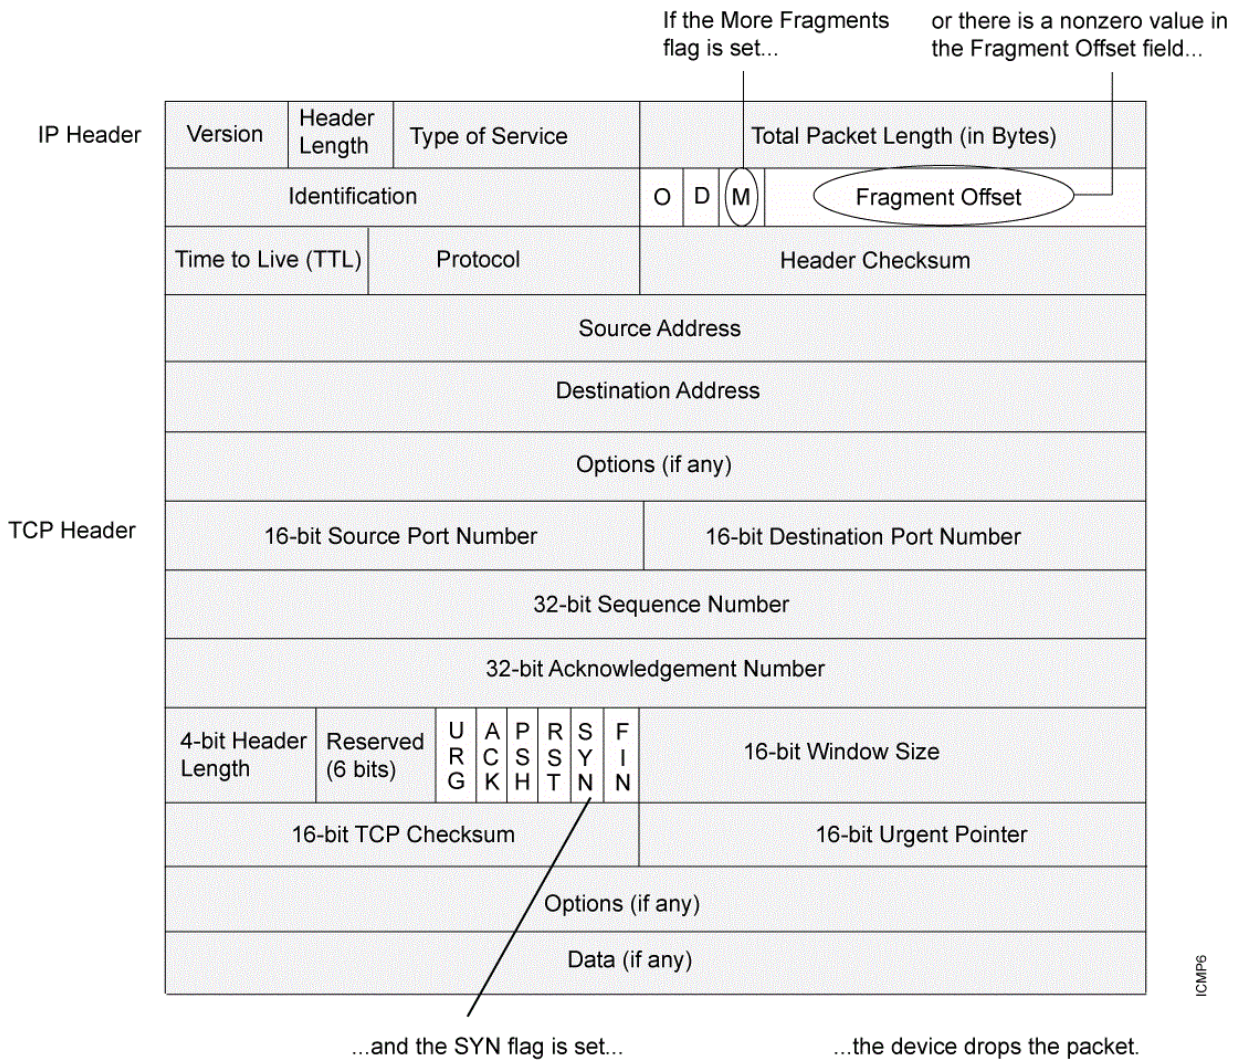 If the More Fragments
flag is set...
or there is a nonzero value in
the Fragment Offset field...
IP Header
Version
Header
Length
Type of Service
Total Packet Length (in Bytes)
Identification
O
D
M
Fragment Offset
Time to Live (TTL)
Protocol
Header Checksum
Source Address
Destination Address
Options (if any)
TCP Header
16-bit Source Port Number
16-bit Destination Port Number
32-bit Sequence Number
32-bit Acknowledgement Number
4-bit Header
Length
Reserved
(6 bits)
URG
ACK
PSH
RST
SYN
FIN
16-bit Window Size
16-bit TCP Checksum
16-bit Urgent Pointer
Options (if any)
Data (if any)
ICMP6
...and the SYN flag is set...
...the device drops the packet.